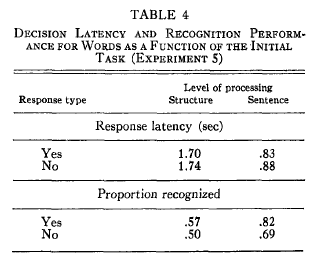 TABLE 4
DECISION LATENCY AND RECOGNITION PERFORM-
ANCE FOR WORDS AS A FUNCTION OF THE INITIAL
TASK (EXPERIMENT 5)
Level of processing
Response type Structure Sentence
Response latency (sec)
Yes 1.70 .83
No 1.74 .88
Proportion recognized
Yes .57 .82
No .50 .69